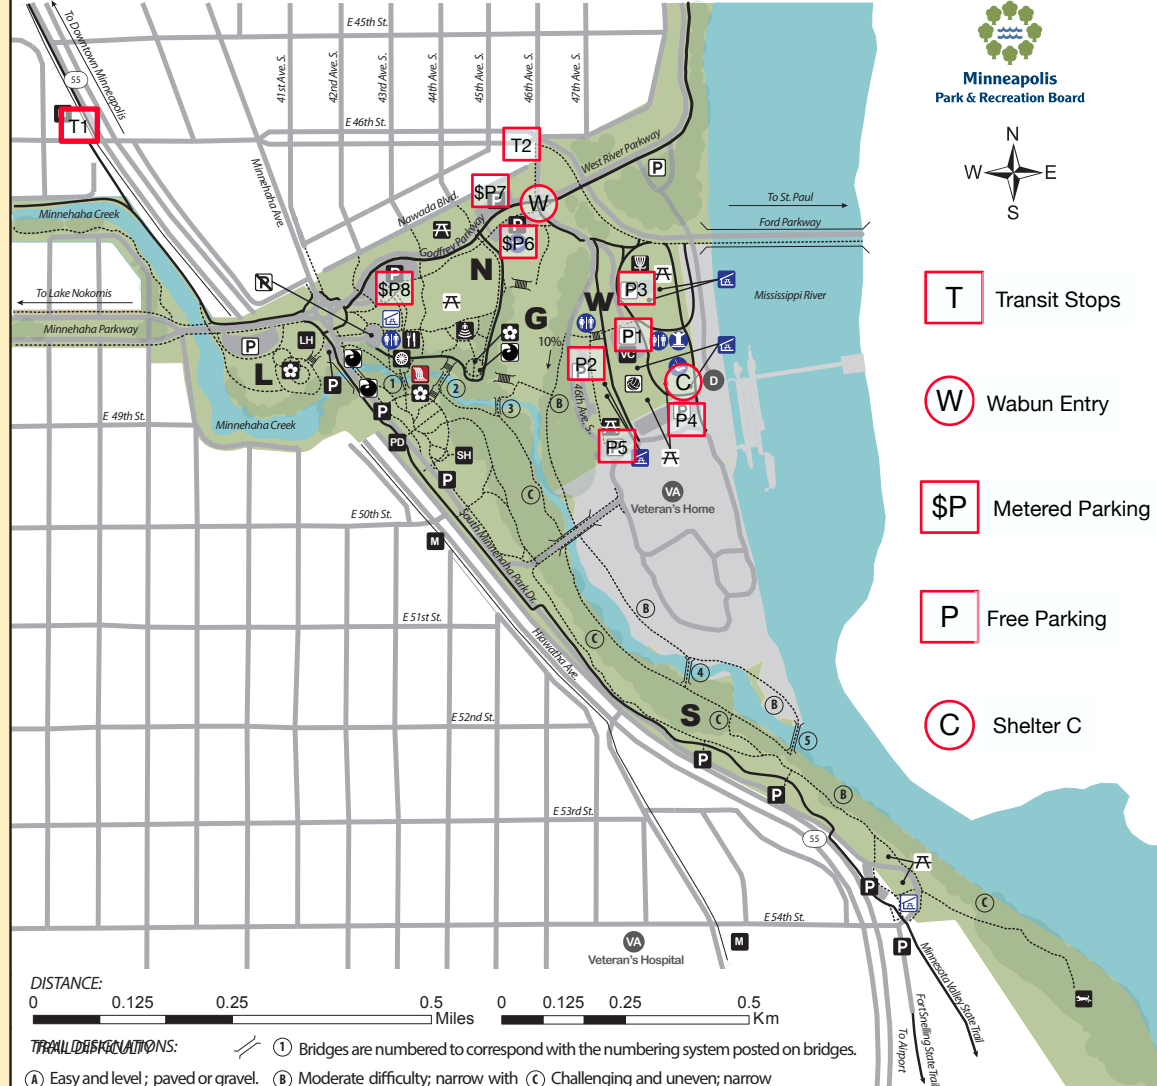 E 45th St.
To Downtown Minneapolis
55
41st Ave. S.
42nd Ave. S.
43rd Ave. S.
44th Ave. S.
45th Ave. S.
46th Ave. S.
47th Ave. S.
Minneapolis
Park & Recreation Board
N
W
E
S
T1
E 46th St.
T2
West River Parkway
P
Minnehaha Ave.
$P7
W
To St. Paul
Ford Parkway
Minnehaha Creek
Nawada Blvd.
Godfrey Parkway
P
$P6
N
P
$P8
P3
W
To Lake Nokomis
Mississippi River
T
Transit Stops
Minnehaha Parkway
P
LH
G
10%
P1
VC
P2
L
1
2
3
P
P
B
46th Ave. S.
C
D
P4
W
Wabun Entry
E 49th St.
Minnehaha Creek
PD
SH
P
P5
C
VA
Veteran's Home
$P
Metered Parking
E 50th St.
M
South Minnehaha Park Dr.
B
P
Free Parking
E 51st St.
Hiawatha Ave.
C
4
B
E 52nd St.
S
C
5
C
Shelter C
P
P
B
E 53rd St.
55
P
C
E 54th St.
VA
Veteran's Hospital
M
P
Minnesota Valley State Trail
Fort Snelling State Trail
To Airport
DISTANCE:
0 0.125 0.25 0.5 Miles
0 0.125 0.25 0.5 Km
TRAIL DIFFICULTY
TRAIL DESIGNATIONS:
1 Bridges are numbered to correspond with the numbering system posted on bridges.
A Easy and level ; paved or gravel. B Moderate difficulty; narrow with C Challenging and uneven; narrow